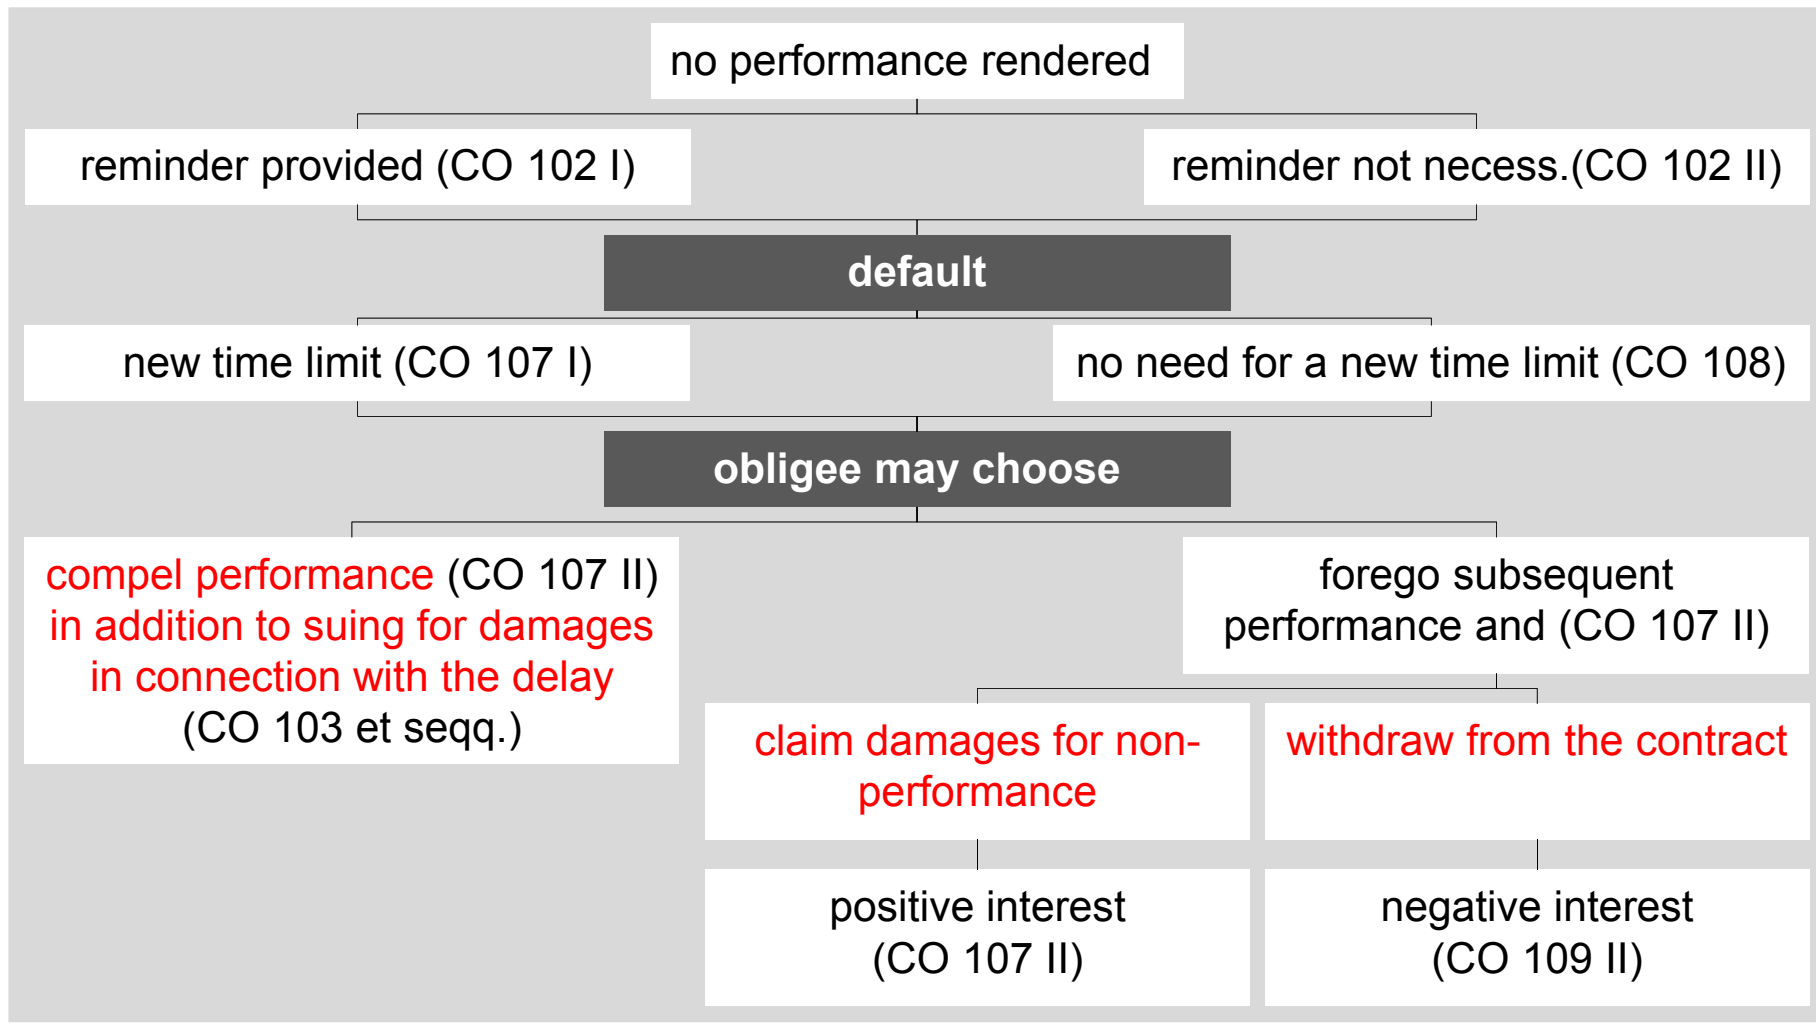 no performance rendered
reminder provided (CO 102 I)
reminder not necess.(CO 102 II)
default
new time limit (CO 107 I)
no need for a new time limit (CO 108)
obligee may choose
compel performance (CO 107 II)
in addition to suing for damages
in connection with the delay
(CO 103 et seqq.)
forego subsequent
performance and (CO 107 II)
claim damages for non-
performance
withdraw from the contract
positive interest
(CO 107 II)
negative interest
(CO 109 II)